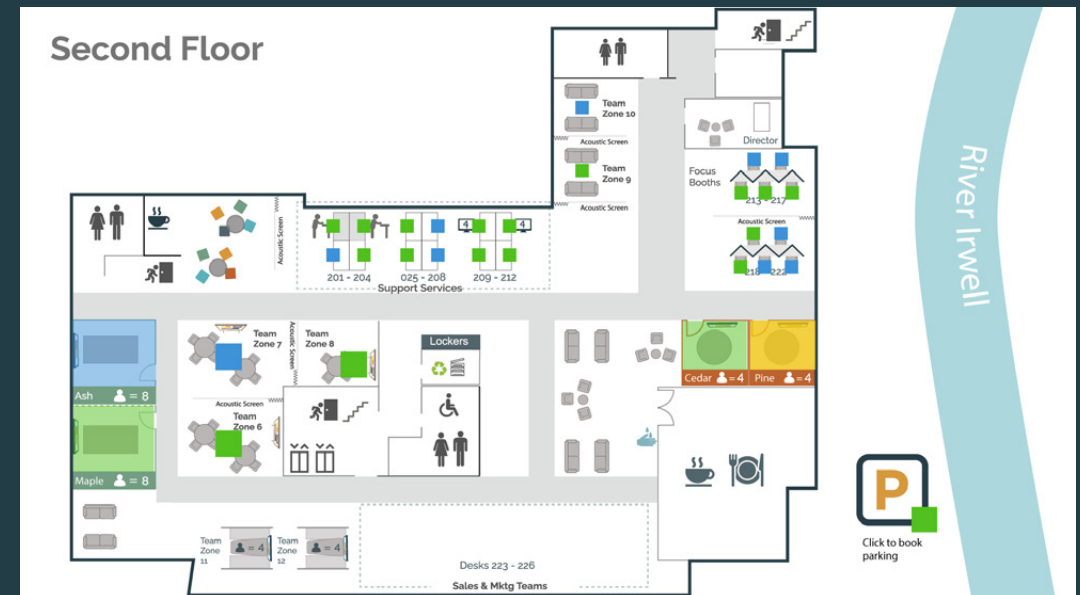 Second Floor
Team
Zone 10
Acoustic Screen
Team
Zone 9
Acoustic Screen
Director
Focus
Booths
213 - 217
Acoustic Screen
218 - 222
River Irwell
Acoustic Screen
4
4
201 - 204
025 - 208
209 - 212
Support Services
Team
Zone 7
Acoustic Screen
Team
Zone 8
Lockers
Ash = 8
Acoustic Screen
Team
Zone 6
Maple = 8
Cedar = 4
Pine = 4
Team
Zone
11
= 4
Team
Zone
12
= 4
Desks 223 - 226
Sales & Mktg Teams
P
Click to book
parking